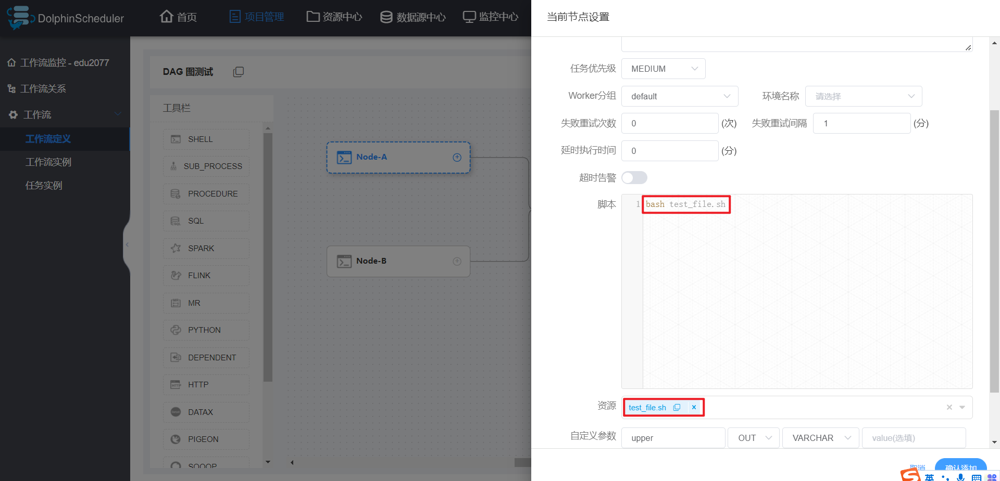 DolphinScheduler
首页
项目管理
资源中心
数据源中心
监控中心
工作流监控 - edu2077
工作流关系
工作流
工作流定义
工作流实例
任务实例
DAG 图测试
工具栏
SHELL
SUB_PROCESS
PROCEDURE
SQL
SPARK
FLINK
MR
PYTHON
DEPENDENT
HTTP
DATAX
PIGEON
SQOOP
Node-A
Node-B
当前节点设置
任务优先级 MEDIUM
Worker分组 default 环境名称 请选择
失败重试次数 0 (次) 失败重试间隔 1 (分)
延时执行时间 0 (分)
超时告警
脚本 1 bash test_file.sh
资源 test_file.sh
自定义参数 upper OUT VARCHAR value(选填)
取消 确认添加
英